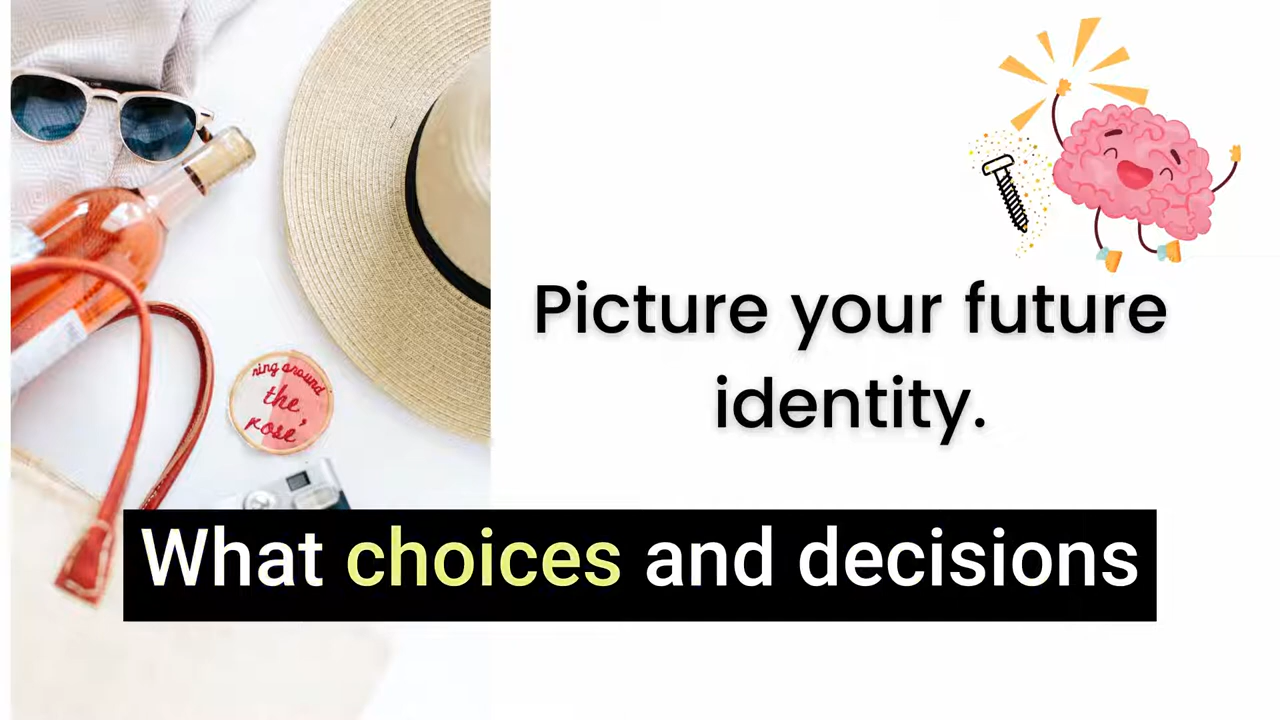 Picture your future
identity.
ring around
the
rose'
What choices and decisions